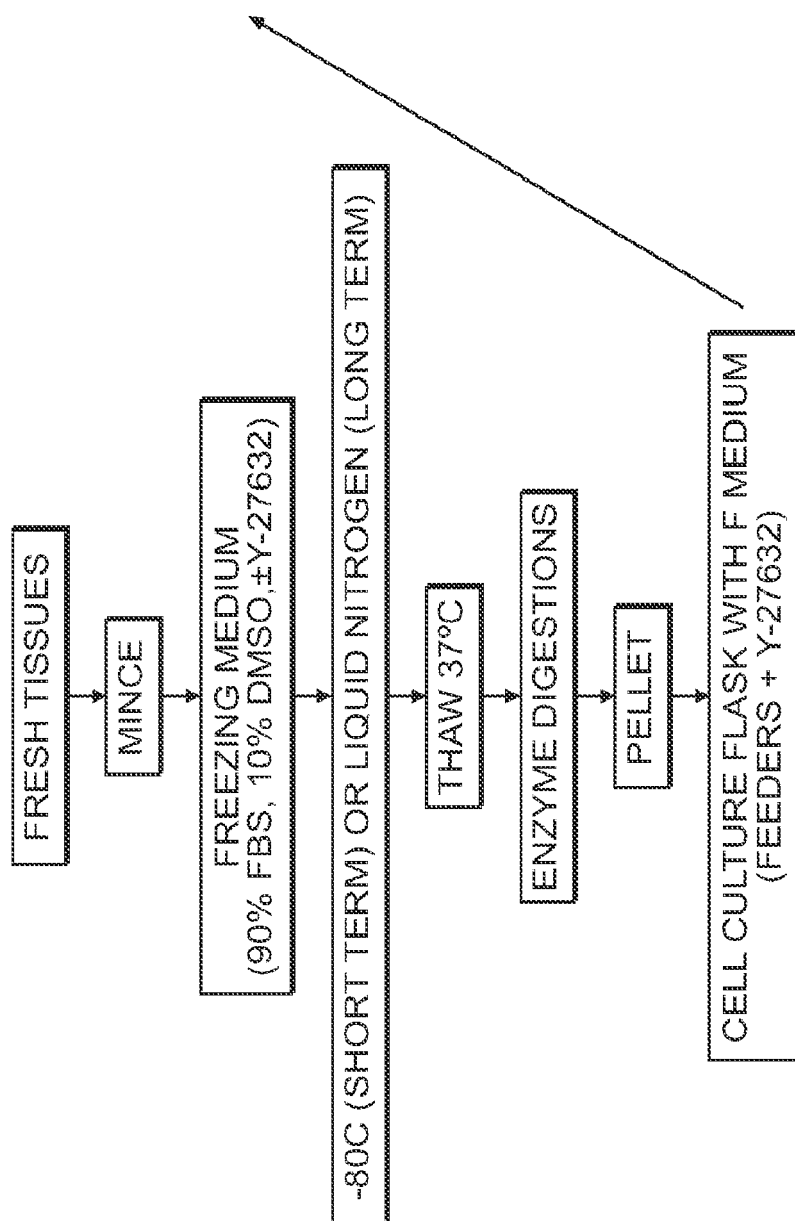 FRESH TISSUES
MINCE
FREEZING MEDIUM
(90% FBS, 10% DMSO,±Y-27632)
-80C (SHORT TERM) OR LIQUID NITROGEN (LONG TERM)
THAW 37ºC
ENZYME DIGESTIONS
PELLET
CELL CULTURE FLASK WITH F MEDIUM
(FEEDERS + Y-27632)